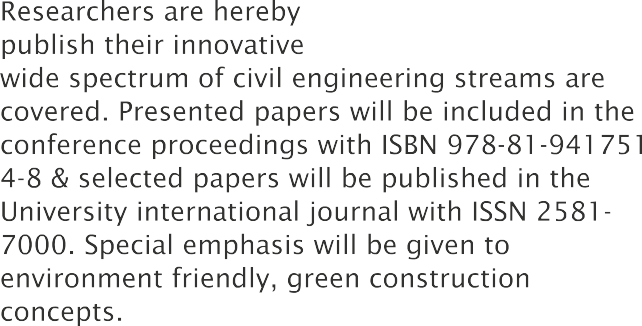 Researchers are hereby
publish their innovative
wide spectrum of civil engineering streams are
covered. Presented papers will be included in the
conference proceedings with ISBN 978-81-941751
4-8 & selected papers will be published in the
University international journal with ISSN 2581-
7000. Special emphasis will be given to
environment friendly, green construction
concepts.